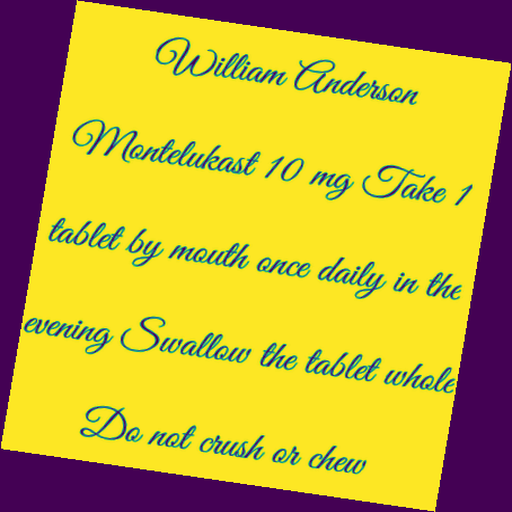 William Anderson
Montelukast 10 mg Take 1
tablet by mouth once daily in the
evening Swallow the tablet whole
Do not crush or chew